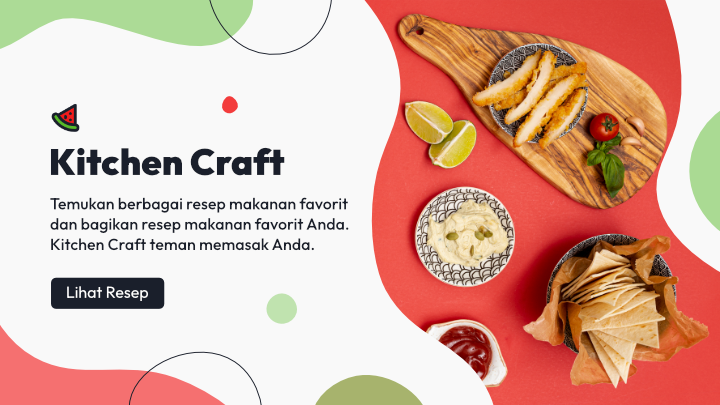 Kitchen Craft
Temukan berbagai resep makanan favorit
dan bagikan resep makanan favorit Anda.
Kitchen Craft teman memasak Anda.
Lihat Resep